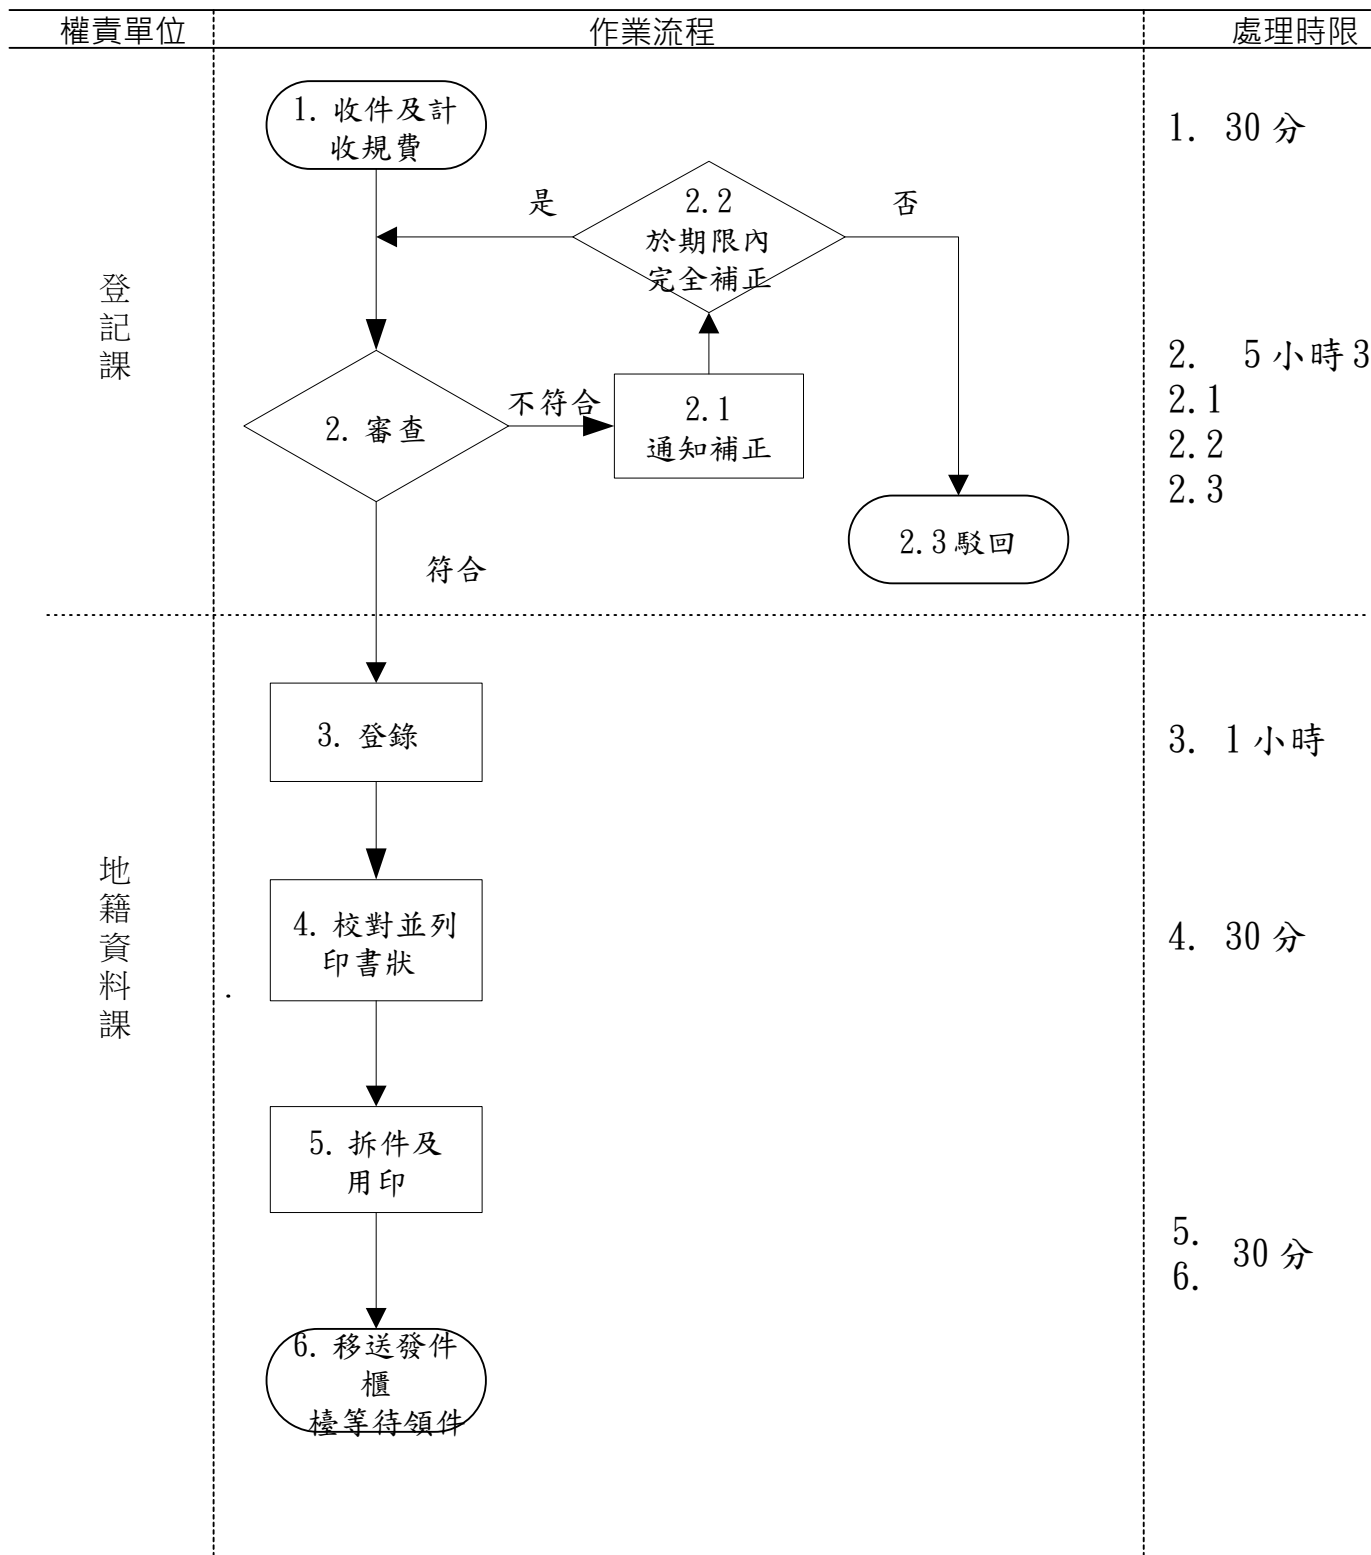 權責單位
作業流程
處理時限
1. 收件及計
收規費
1. 30 分
是
2.2
於期限內
完全補正
否
登
記
課
2. 審查
不符合
2.1
通知補正
2. 5 小時 3
2.1
2.2
2.3
2.3 駁回
符合
3. 登錄
3. 1 小時
地
籍
資
料
課
4. 校對並列
印書狀
4. 30 分
.
5. 拆件及
用印
5.
6.
30 分
6. 移送發件
櫃
檯等待領件